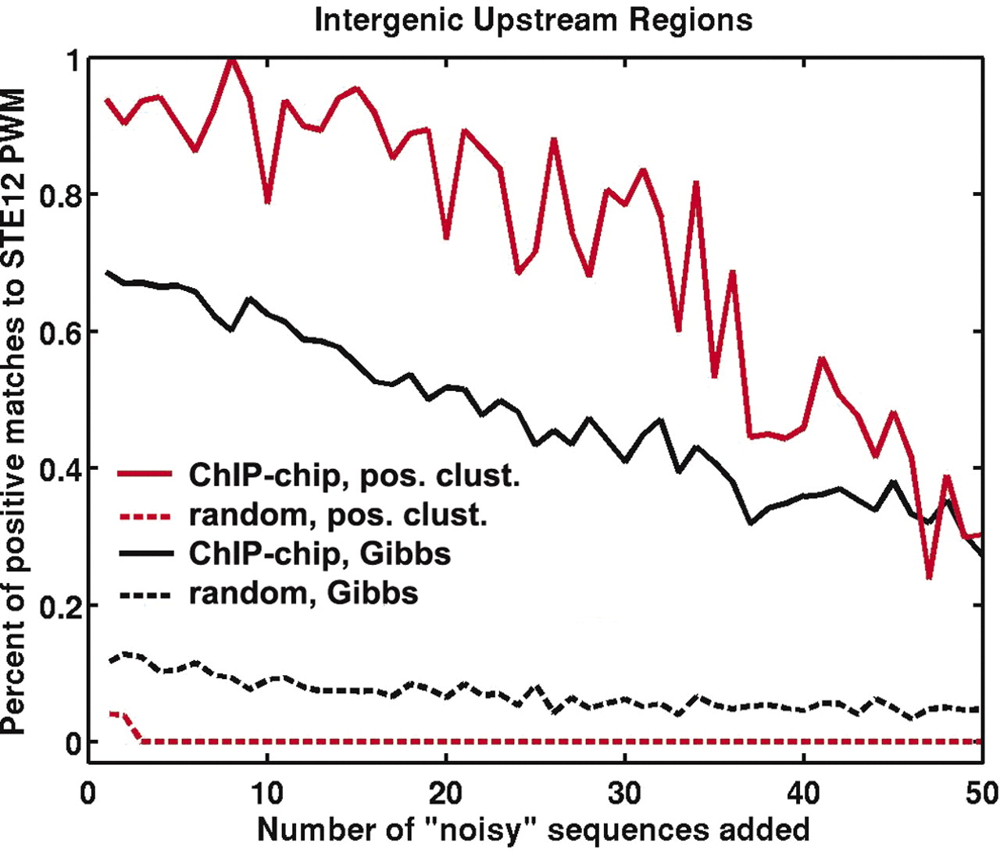 Intergenic Upstream Regions
Percent of positive matches to STE12 PWM
1
0.8
0.6
0.4
0.2
0
ChIP-chip, pos. clust.
random, pos. clust.
ChIP-chip, Gibbs
random, Gibbs
0 10 20 30 40 50
Number of "noisy" sequences added